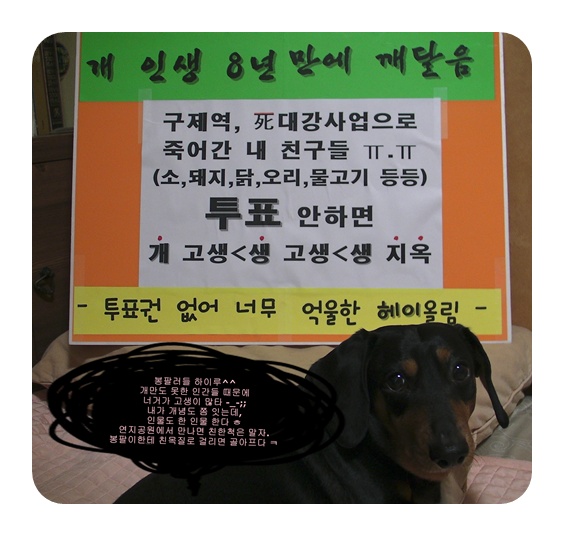 개 인생 8년 만에 깨달음
구제역, 死대강사업으로
죽어간 내 친구들 ㅠ.ㅠ
(소,돼지,닭,오리,물고기 등등)
투표 안하면
개 고생<생 고생<생 지옥
- 투표권 없어 너무 억울한 헤이올림 -
봉팔러들 하이루^^
개만도 못한 인간들 때문에
너거가 고생이 많타 -_-;;
내가 개념도 쫌 잇는데,
인물도 한 인물 한다 ㅎ
연지공원에서 만나면 친한척은 말자.
봉팔이한테 친목질로 걸리면 골아프다 ㅋ